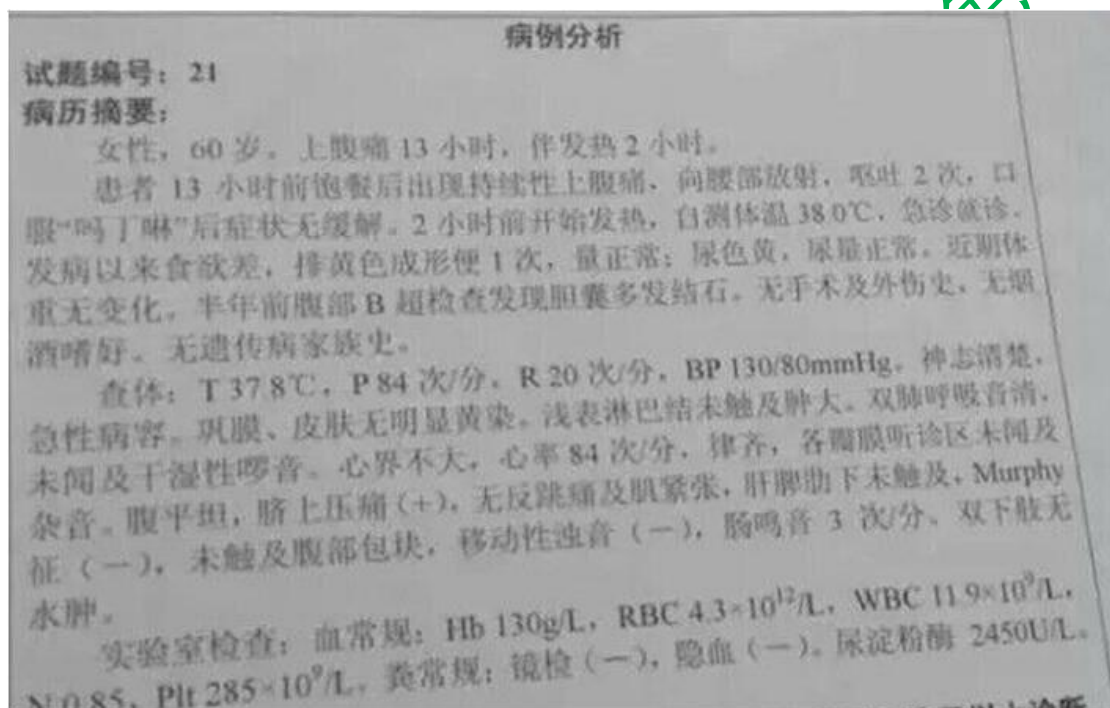 病例分析
试题编号：21
病历摘要：
女性，60 岁。上腹痛 13 小时，伴发热 2 小时。
患者 13 小时前饱餐后出现持续性上腹痛，向腰部放射，呕吐 2 次，口
服“吗丁啉”后症状无缓解。2 小时前开始发热，自测体温 38.0℃，急诊就诊。
发病以来食欲差，排黄色成形便 1 次，量正常；尿色黄，尿量正常。近期体
重无变化。半年前腹部 B 超检查发现胆囊多发结石。无手术及外伤史，无烟
酒嗜好。无遗传病家族史。
查体：T 37.8℃，P 84 次/分，R 20 次/分，BP 130/80mmHg。神志清楚，
急性病容。巩膜、皮肤无明显黄染。浅表淋巴结未触及肿大。双肺呼吸音清，
未闻及干湿性啰音。心界不大，心率 84 次/分，律齐，各瓣膜听诊区未闻及
杂音。腹平坦，脐上压痛（+），无反跳痛及肌紧张，肝脾肋下未触及，Murphy
征（一），未触及腹部包块，移动性浊音（一），肠鸣音 3 次/分。双下肢无
水肿。
实验室检查：血常规：Hb 130g/L，RBC 4.3×10¹²/L，WBC 11.9×10⁹/L，
N 0.85，Plt 285×10⁹/L。粪常规：镜检（一），隐血（一）。尿淀粉酶 2450U/L。
以上诊断